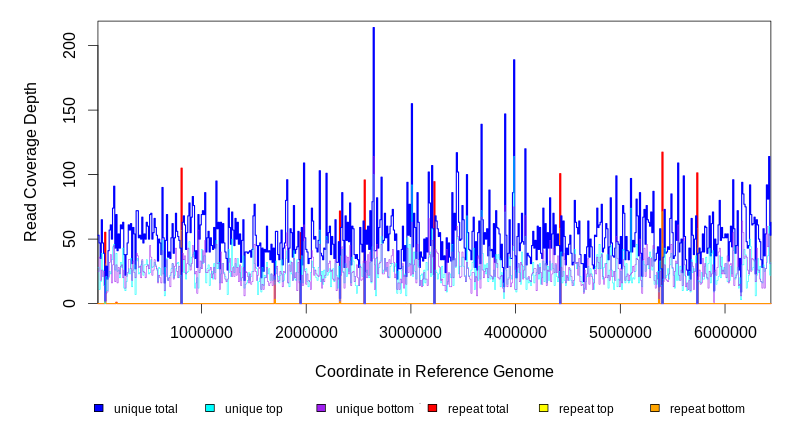 200
150
100
50
0
Read Coverage Depth
1000000 2000000 3000000 4000000 5000000 6000000
Coordinate in Reference Genome
unique total unique top unique bottom repeat total repeat top repeat bottom